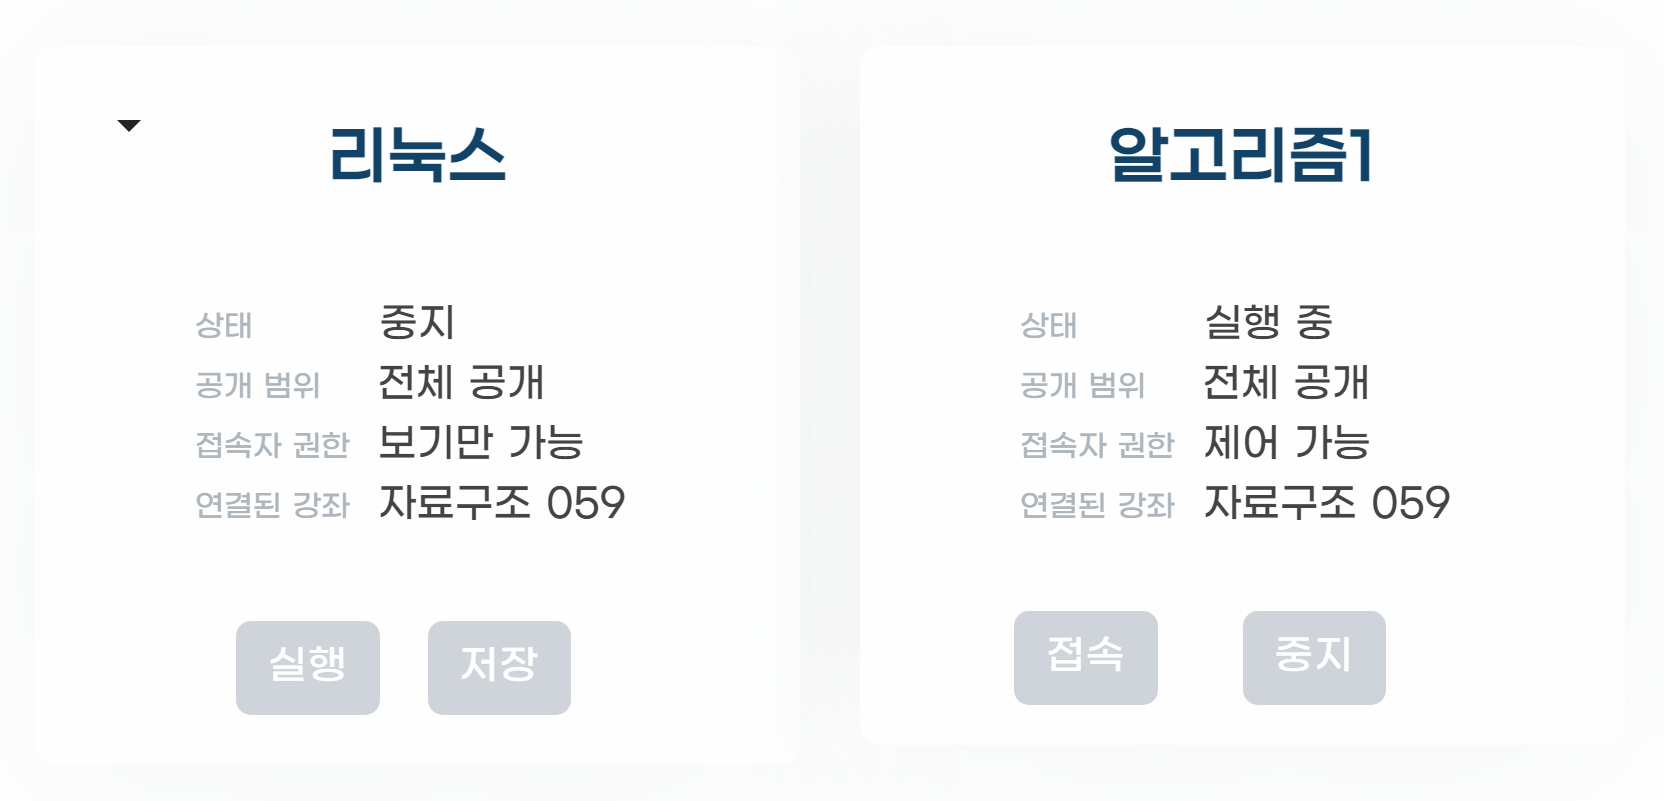 리눅스
상태 중지
공개 범위 전체 공개
접속자 권한 보기만 가능
연결된 강좌 자료구조 059
실행 저장
알고리즘1
상태 실행 중
공개 범위 전체 공개
접속자 권한 제어 가능
연결된 강좌 자료구조 059
접속 중지